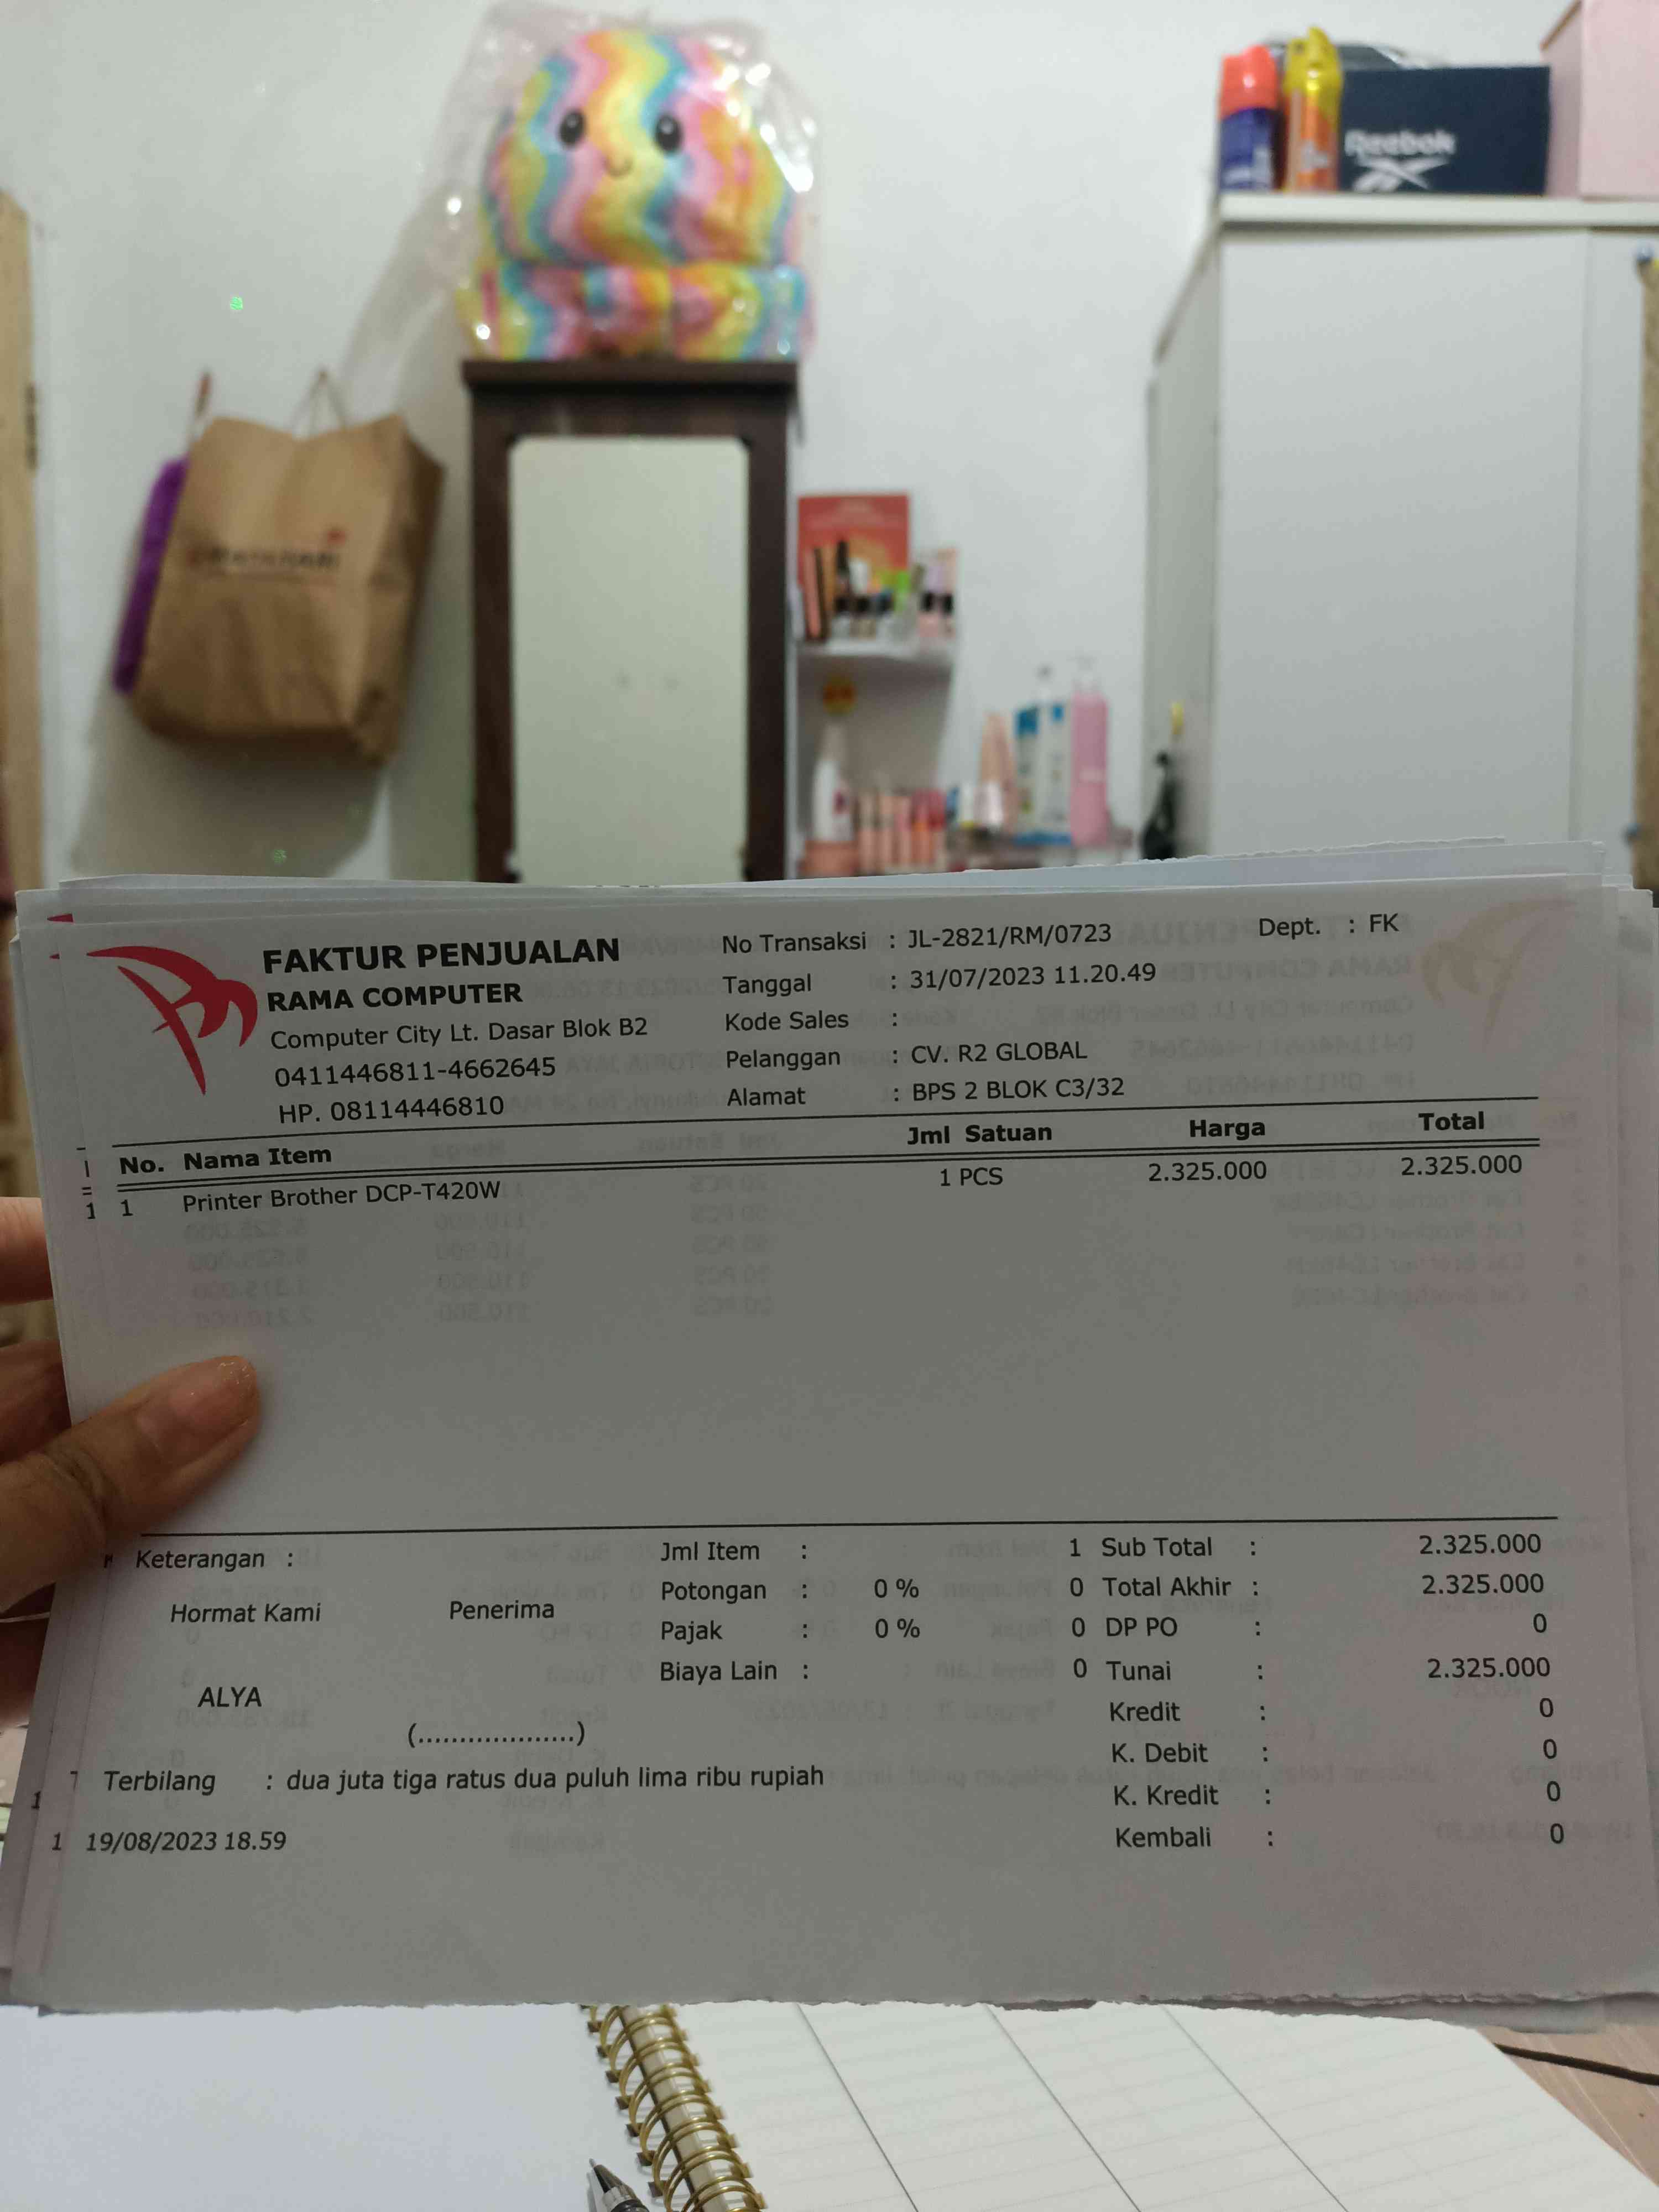 Reebok
FAKTUR PENJUALAN
RAMA COMPUTER
Computer City Lt. Dasar Blok B2
0411446811-4662645
HP. 08114446810
No Transaksi : JL-2821/RM/0723
Tanggal : 31/07/2023 11.20.49
Kode Sales :
Pelanggan : CV. R2 GLOBAL
Alamat : BPS 2 BLOK C3/32
Dept. : FK
No. Nama Item Jml Satuan Harga Total
1 Printer Brother DCP-T420W 1 PCS 2.325.000 2.325.000
Keterangan :
Hormat Kami Penerima
ALYA
(...................)
Jml Item : 1
Potongan : 0 % 0
Pajak : 0 % 0
Biaya Lain : 0
Sub Total : 2.325.000
Total Akhir : 2.325.000
DP PO : 0
Tunai : 2.325.000
Kredit : 0
K. Debit : 0
K. Kredit : 0
Kembali : 0
Terbilang : dua juta tiga ratus dua puluh lima ribu rupiah
19/08/2023 18.59